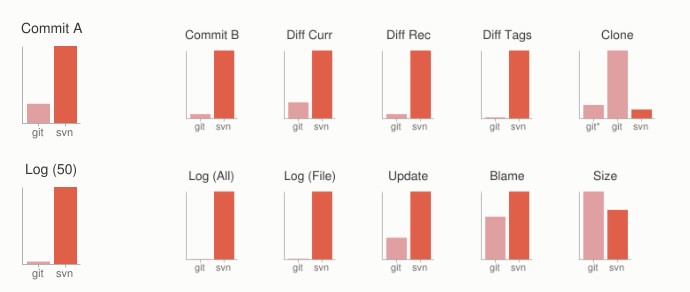 Commit A
git svn
Commit B
git svn
Diff Curr
git svn
Diff Rec
git svn
Diff Tags
git svn
Clone
git* git svn
Log (50)
git svn
Log (All)
git svn
Log (File)
git svn
Update
git svn
Blame
git svn
Size
git svn